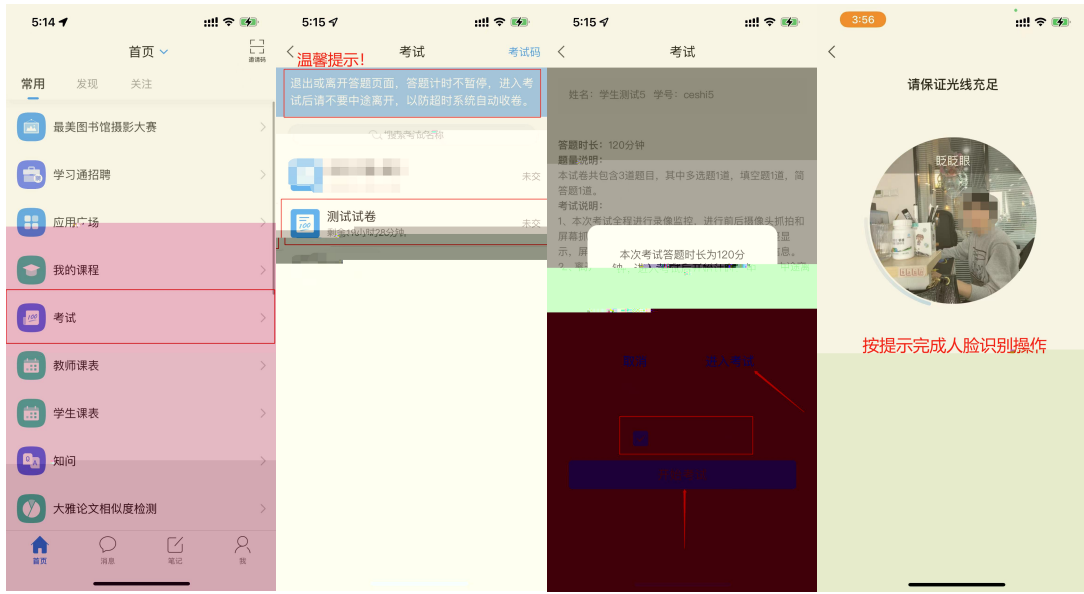 5:14
首页
邀请码
常用 发现 关注
最美图书馆摄影大赛
学习通招聘
应用广场
我的课程
考试
教师课表
学生课表
知问
大雅论文相似度检测
首页 消息 笔记 我
5:15
考试 考试码
温馨提示!
退出或离开答题页面,答题计时不暂停,进入考
试后请不要中途离开,以防超时系统自动收卷。
搜索考试名称
未交
测试试卷
未交
剩余19小时28分钟
5:15
考试
姓名:学生测试5 学号:ceshi5
答题时长:120分钟
题量说明:
本试卷共包含3道题目,其中多选题1道,填空题1道,简
答题1道。
考试说明:
1、本次考试全程进行录像监控,进行前后摄像头抓拍和
屏幕抓
示,屏
息。
本次考试答题时长为120分
取消 进入考试
3:56
请保证光线充足
眨眨眼
按提示完成人脸识别操作